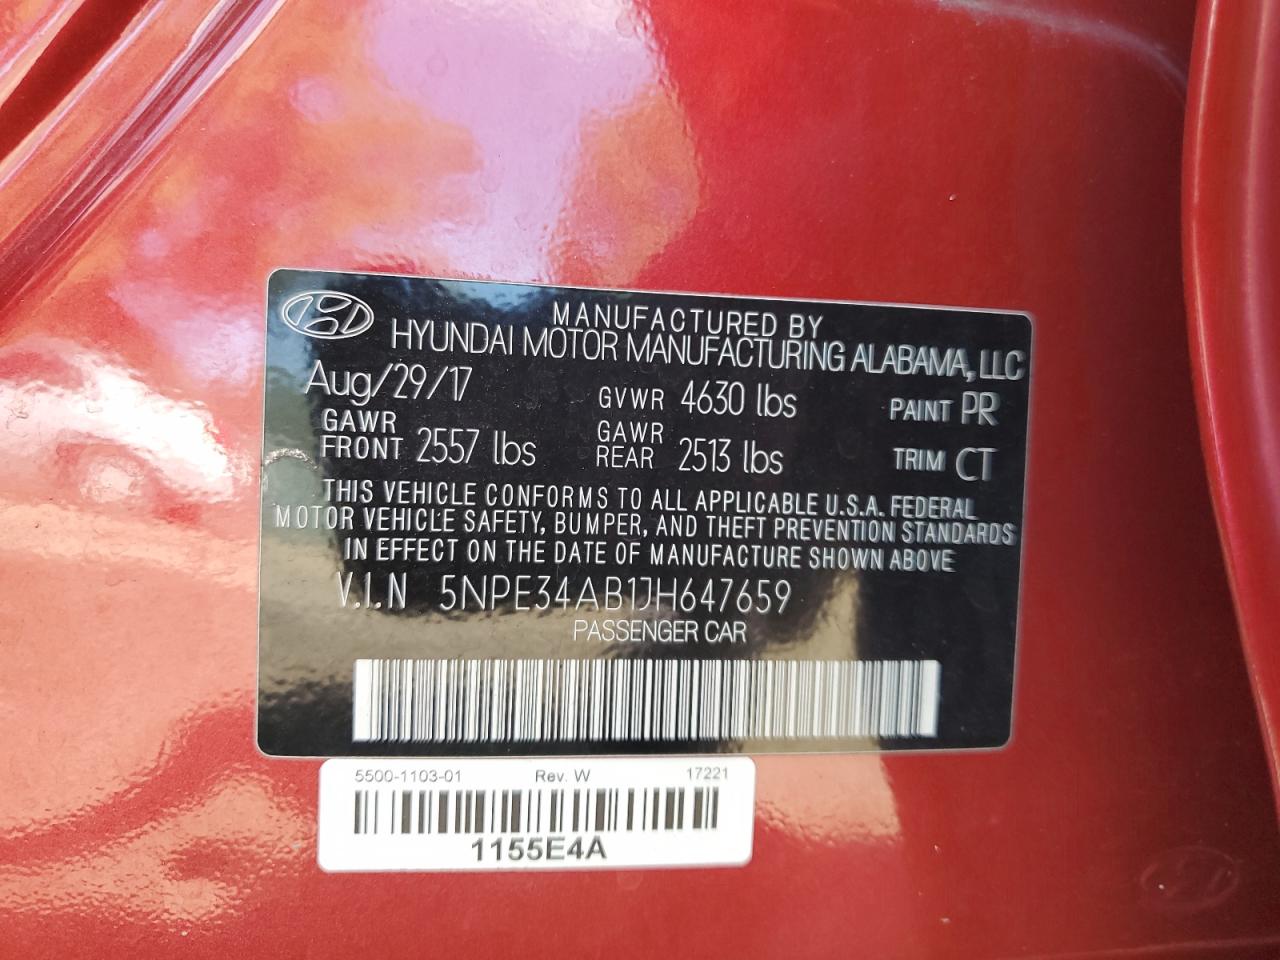 MANUFACTURED BY
HYUNDAI MOTOR MANUFACTURING ALABAMA, LLC
Aug/29/17 GVWR 4630 lbs PAINT PR
GAWR FRONT 2557 lbs GAWR REAR 2513 lbs TRIM CT
THIS VEHICLE CONFORMS TO ALL APPLICABLE U.S.A. FEDERAL
MOTOR VEHICLE SAFETY, BUMPER, AND THEFT PREVENTION STANDARDS
IN EFFECT ON THE DATE OF MANUFACTURE SHOWN ABOVE
V.I.N 5NPE34AB1JH647659
PASSENGER CAR
5500-1103-01 Rev. W 17221
1155E4A